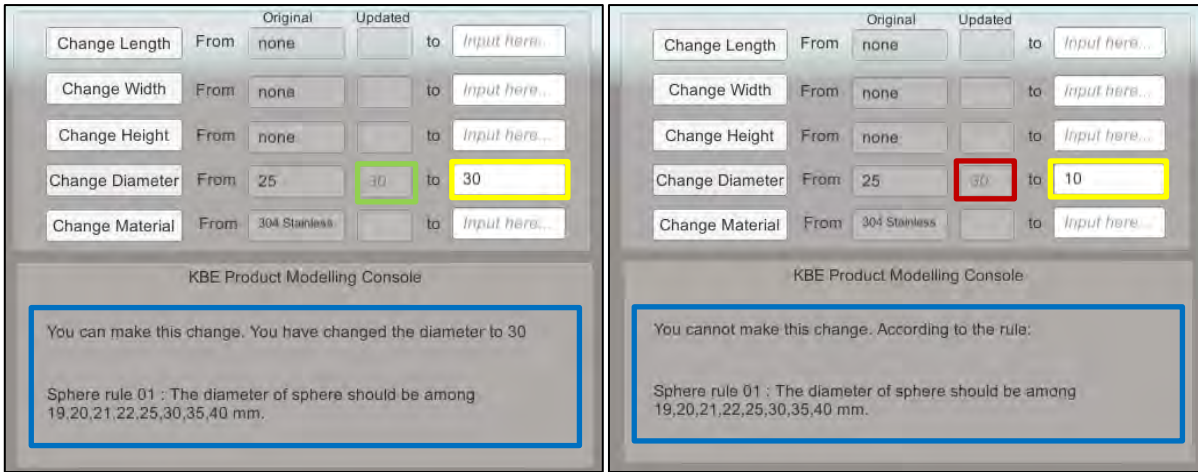 Original Updated
Change Length From none to Input here...
Change Width From none to Input here...
Change Height From none to Input here...
Change Diameter From 25 30 to 30
Change Material From 304 Stainless to Input here...
KBE Product Modelling Console
You can make this change. You have changed the diameter to 30
Sphere rule 01 : The diameter of sphere should be among
19,20,21,22,25,30,35,40 mm.
Original Updated
Change Length From none to Input here...
Change Width From none to Input here...
Change Height From none to Input here...
Change Diameter From 25 30 to 10
Change Material From 304 Stainless to Input here...
KBE Product Modelling Console
You cannot make this change. According to the rule:
Sphere rule 01 : The diameter of sphere should be among
19,20,21,22,25,30,35,40 mm.